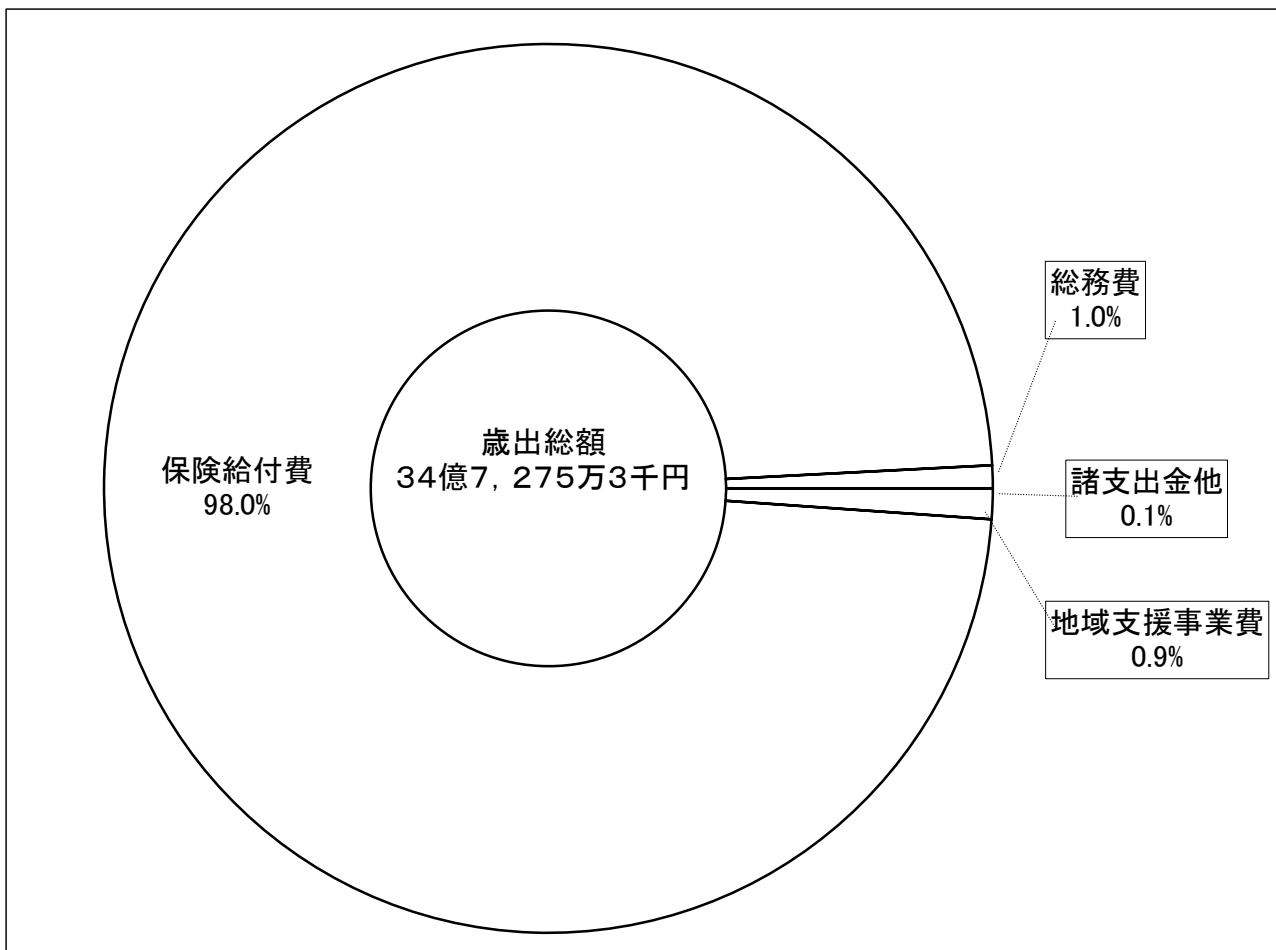 総務費
1.0%
歳出総額
34億7,275万3千円
保険給付費
98.0%
諸支出金他
0.1%
地域支援事業費
0.9%